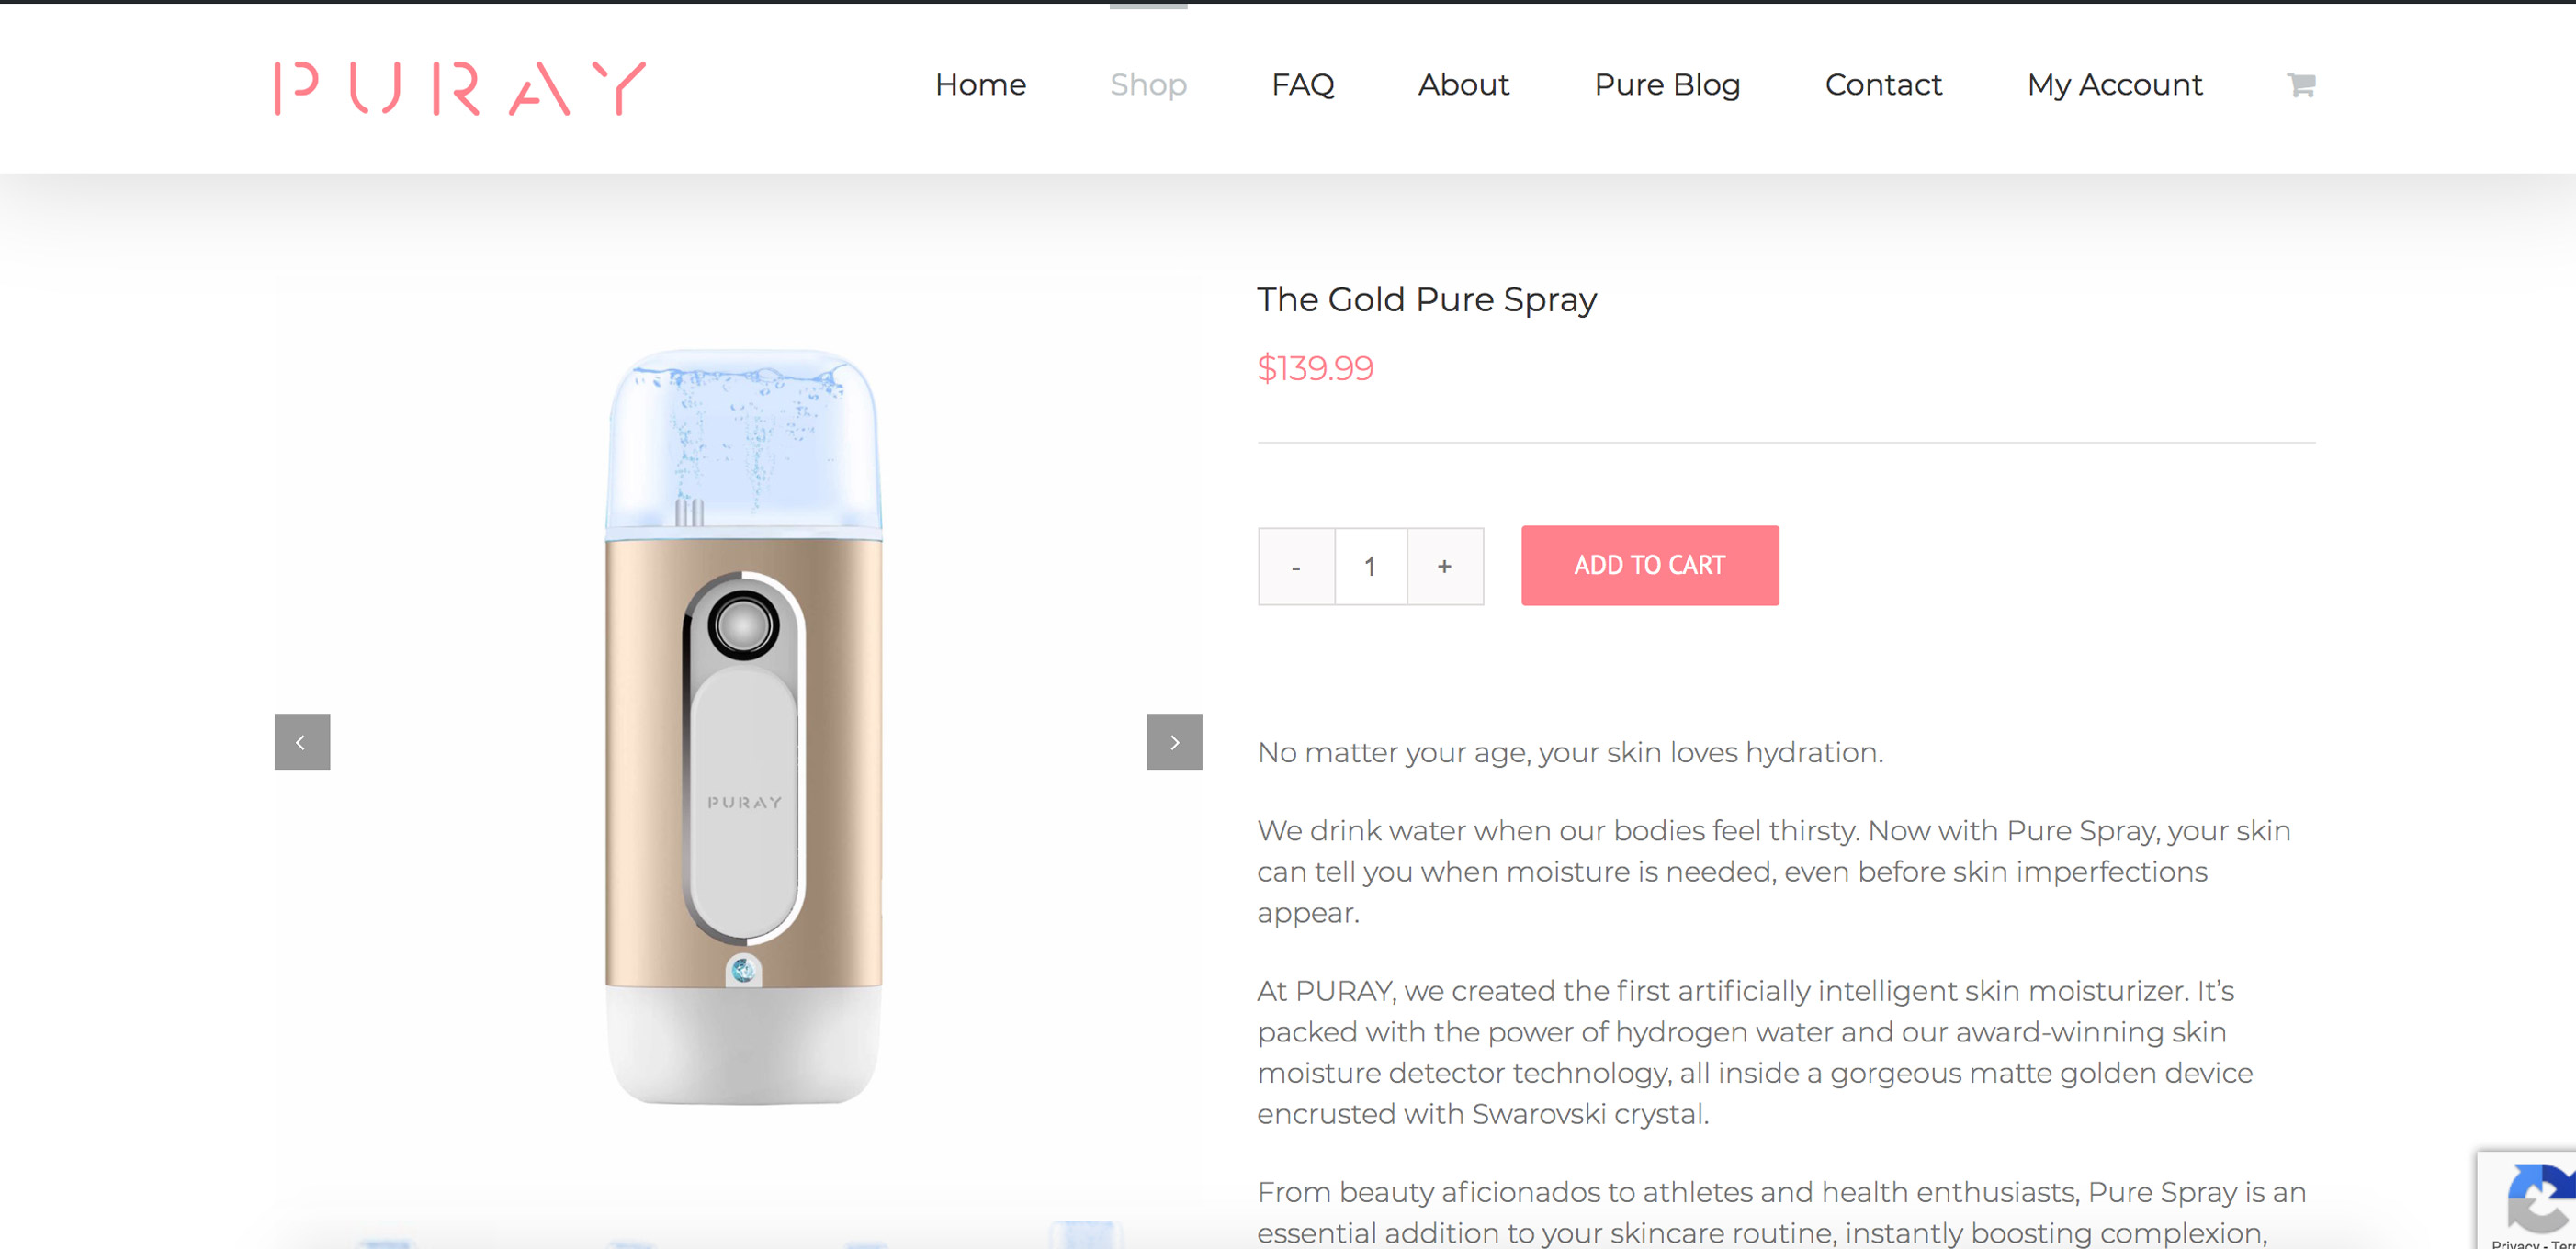 PURAY
Home Shop FAQ About Pure Blog Contact My Account
The Gold Pure Spray
$139.99
- 1 + ADD TO CART
PURAY
No matter your age, your skin loves hydration.
We drink water when our bodies feel thirsty. Now with Pure Spray, your skin
can tell you when moisture is needed, even before skin imperfections
appear.
At PURAY, we created the first artificially intelligent skin moisturizer. It’s
packed with the power of hydrogen water and our award-winning skin
moisture detector technology, all inside a gorgeous matte golden device
encrusted with Swarovski crystal.
From beauty aficionados to athletes and health enthusiasts, Pure Spray is an
essential addition to your skincare routine, instantly boosting complexion,
Privacy -